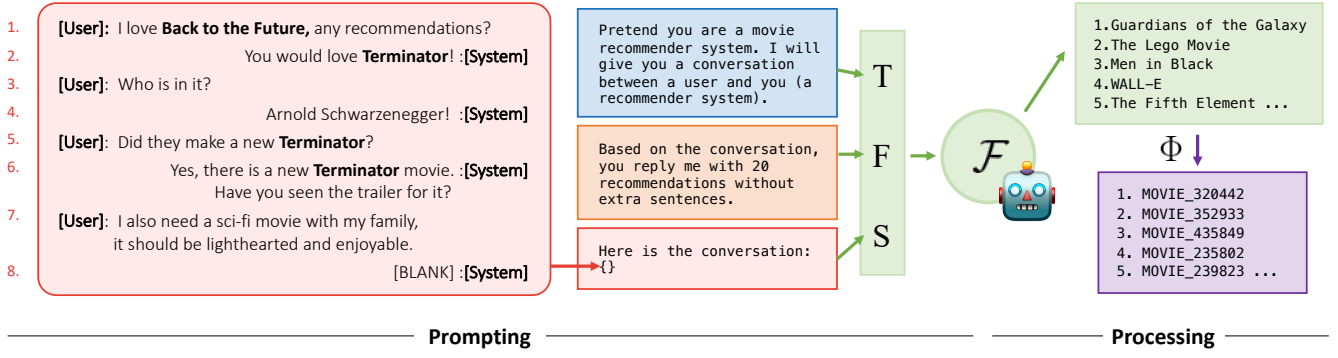 1. [User]: I love Back to the Future, any recommendations?
2. You would love Terminator! :[System]
3. [User]: Who is in it?
4. Arnold Schwarzenegger! :[System]
5. [User]: Did they make a new Terminator?
6. Yes, there is a new Terminator movie. :[System]
Have you seen the trailer for it?
7. [User]: I also need a sci-fi movie with my family,
it should be lighthearted and enjoyable.
8. [BLANK] :[System]
Pretend you are a movie
recommender system. I will
give you a conversation
between a user and you (a
recommender system).
Based on the conversation,
you reply me with 20
recommendations without
extra sentences.
Here is the conversation:
{}
T
F
S
F
1.Guardians of the Galaxy
2.The Lego Movie
3.Men in Black
4.WALL-E
5.The Fifth Element ...
Φ
1. MOVIE_320442
2. MOVIE_352933
3. MOVIE_435849
4. MOVIE_235802
5. MOVIE_239823 ...
Prompting
Processing